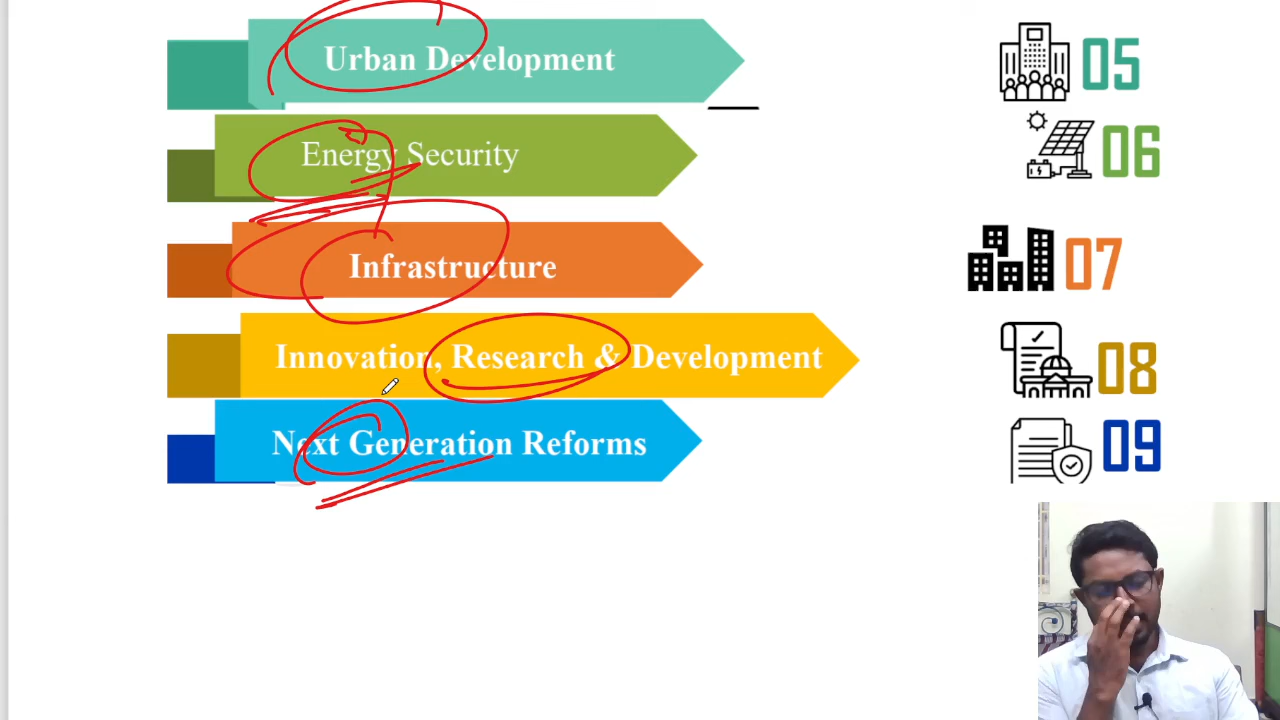 Urban Development
05
Energy Security
06
Infrastructure
07
Innovation, Research & Development
08
Next Generation Reforms
09